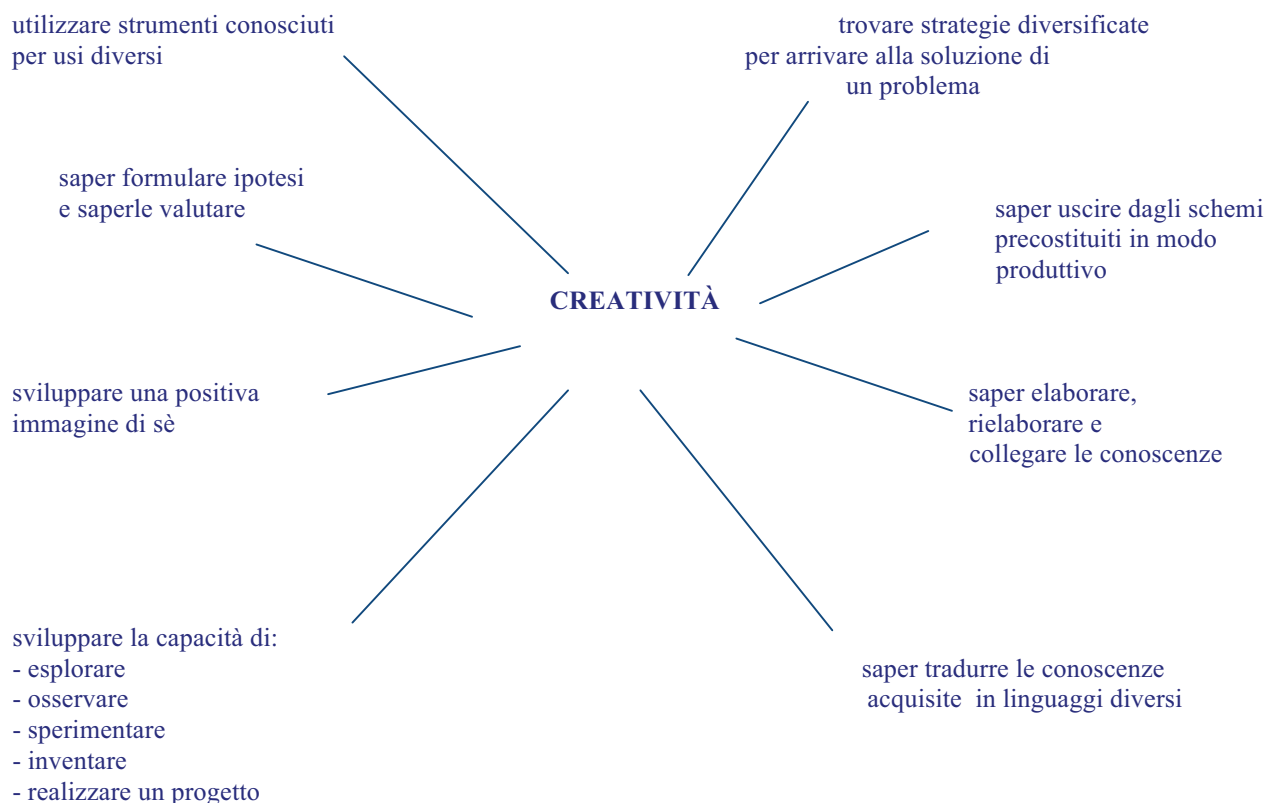 utilizzare strumenti conosciuti
per usi diversi
trovare strategie diversificate
per arrivare alla soluzione di
un problema
saper formulare ipotesi
e saperle valutare
saper uscire dagli schemi
precostituiti in modo
produttivo
CREATIVITÀ
sviluppare una positiva
immagine di sè
saper elaborare,
rielaborare e
collegare le conoscenze
sviluppare la capacità di:
- esplorare
- osservare
- sperimentare
- inventare
- realizzare un progetto
saper tradurre le conoscenze
acquisite in linguaggi diversi